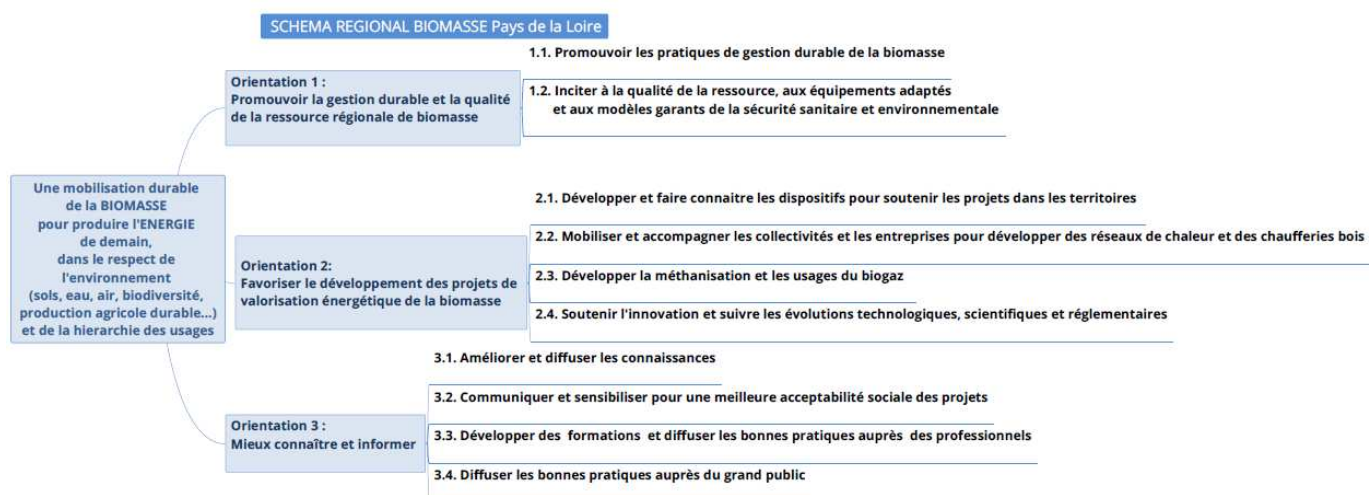 SCHEMA REGIONAL BIOMASSE Pays de la Loire
Une mobilisation durable
de la BIOMASSE
pour produire l'ENERGIE
de demain,
dans le respect de
l'environnement
(sols, eau, air, biodiversité,
production agricole durable...)
et de la hierarchie des usages
Orientation 1 :
Promouvoir la gestion durable et la qualité
de la ressource régionale de biomasse
1.1. Promouvoir les pratiques de gestion durable de la biomasse
1.2. Inciter à la qualité de la ressource, aux équipements adaptés
et aux modèles garants de la sécurité sanitaire et environnementale
Orientation 2:
Favoriser le développement des projets de
valorisation énergétique de la biomasse
2.1. Développer et faire connaitre les dispositifs pour soutenir les projets dans les territoires
2.2. Mobiliser et accompagner les collectivités et les entreprises pour développer des réseaux de chaleur et des chaufferies bois
2.3. Développer la méthanisation et les usages du biogaz
2.4. Soutenir l'innovation et suivre les évolutions technologiques, scientifiques et réglementaires
Orientation 3 :
Mieux connaître et informer
3.1. Améliorer et diffuser les connaissances
3.2. Communiquer et sensibiliser pour une meilleure acceptabilité sociale des projets
3.3. Développer des formations et diffuser les bonnes pratiques auprès des professionnels
3.4. Diffuser les bonnes pratiques auprès du grand public